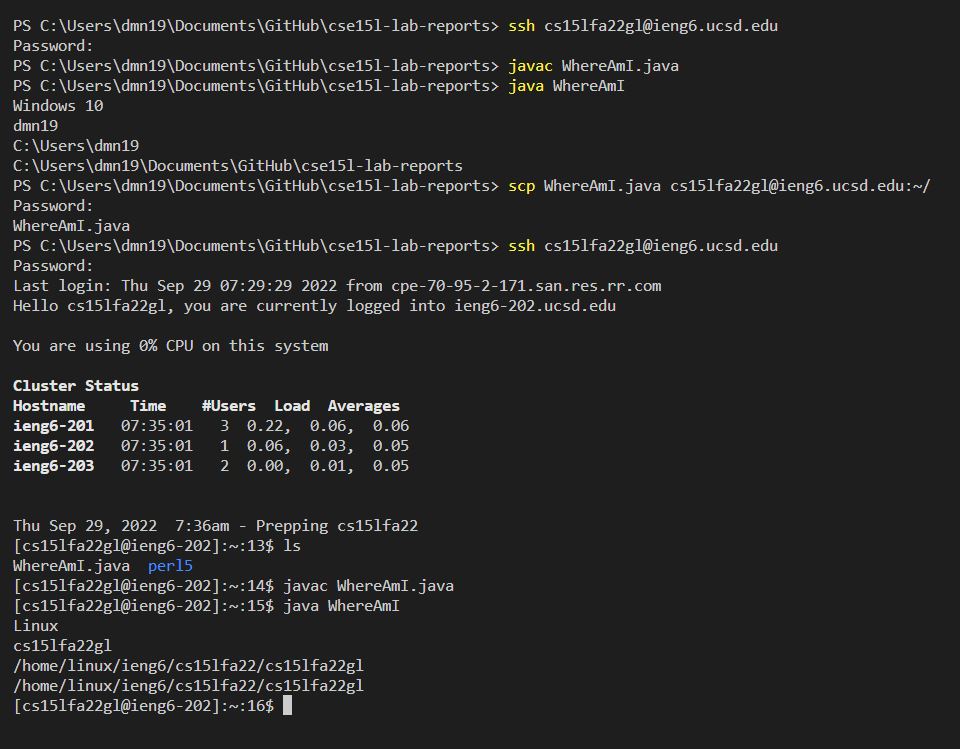 PS C:\Users\dmn19\Documents\GitHub\cse15l-lab-reports> ssh cs15lfa22gl@ieng6.ucsd.edu
Password:
PS C:\Users\dmn19\Documents\GitHub\cse15l-lab-reports> javac WhereAmI.java
PS C:\Users\dmn19\Documents\GitHub\cse15l-lab-reports> java WhereAmI
Windows 10
dmn19
C:\Users\dmn19
C:\Users\dmn19\Documents\GitHub\cse15l-lab-reports
PS C:\Users\dmn19\Documents\GitHub\cse15l-lab-reports> scp WhereAmI.java cs15lfa22gl@ieng6.ucsd.edu:~/
Password:
WhereAmI.java
PS C:\Users\dmn19\Documents\GitHub\cse15l-lab-reports> ssh cs15lfa22gl@ieng6.ucsd.edu
Password:
Last login: Thu Sep 29 07:29:29 2022 from cpe-70-95-2-171.san.res.rr.com
Hello cs15lfa22gl, you are currently logged into ieng6-202.ucsd.edu
You are using 0% CPU on this system
Cluster Status
Hostname     Time    #Users  Load  Averages
ieng6-201   07:35:01   3  0.22,  0.06,  0.06
ieng6-202   07:35:01   1  0.06,  0.03,  0.05
ieng6-203   07:35:01   2  0.00,  0.01,  0.05
Thu Sep 29, 2022  7:36am - Prepping cs15lfa22
[cs15lfa22gl@ieng6-202]:~:13$ ls
WhereAmI.java  perl5
[cs15lfa22gl@ieng6-202]:~:14$ javac WhereAmI.java
[cs15lfa22gl@ieng6-202]:~:15$ java WhereAmI
Linux
cs15lfa22gl
/home/linux/ieng6/cs15lfa22/cs15lfa22gl
/home/linux/ieng6/cs15lfa22/cs15lfa22gl
[cs15lfa22gl@ieng6-202]:~:16$